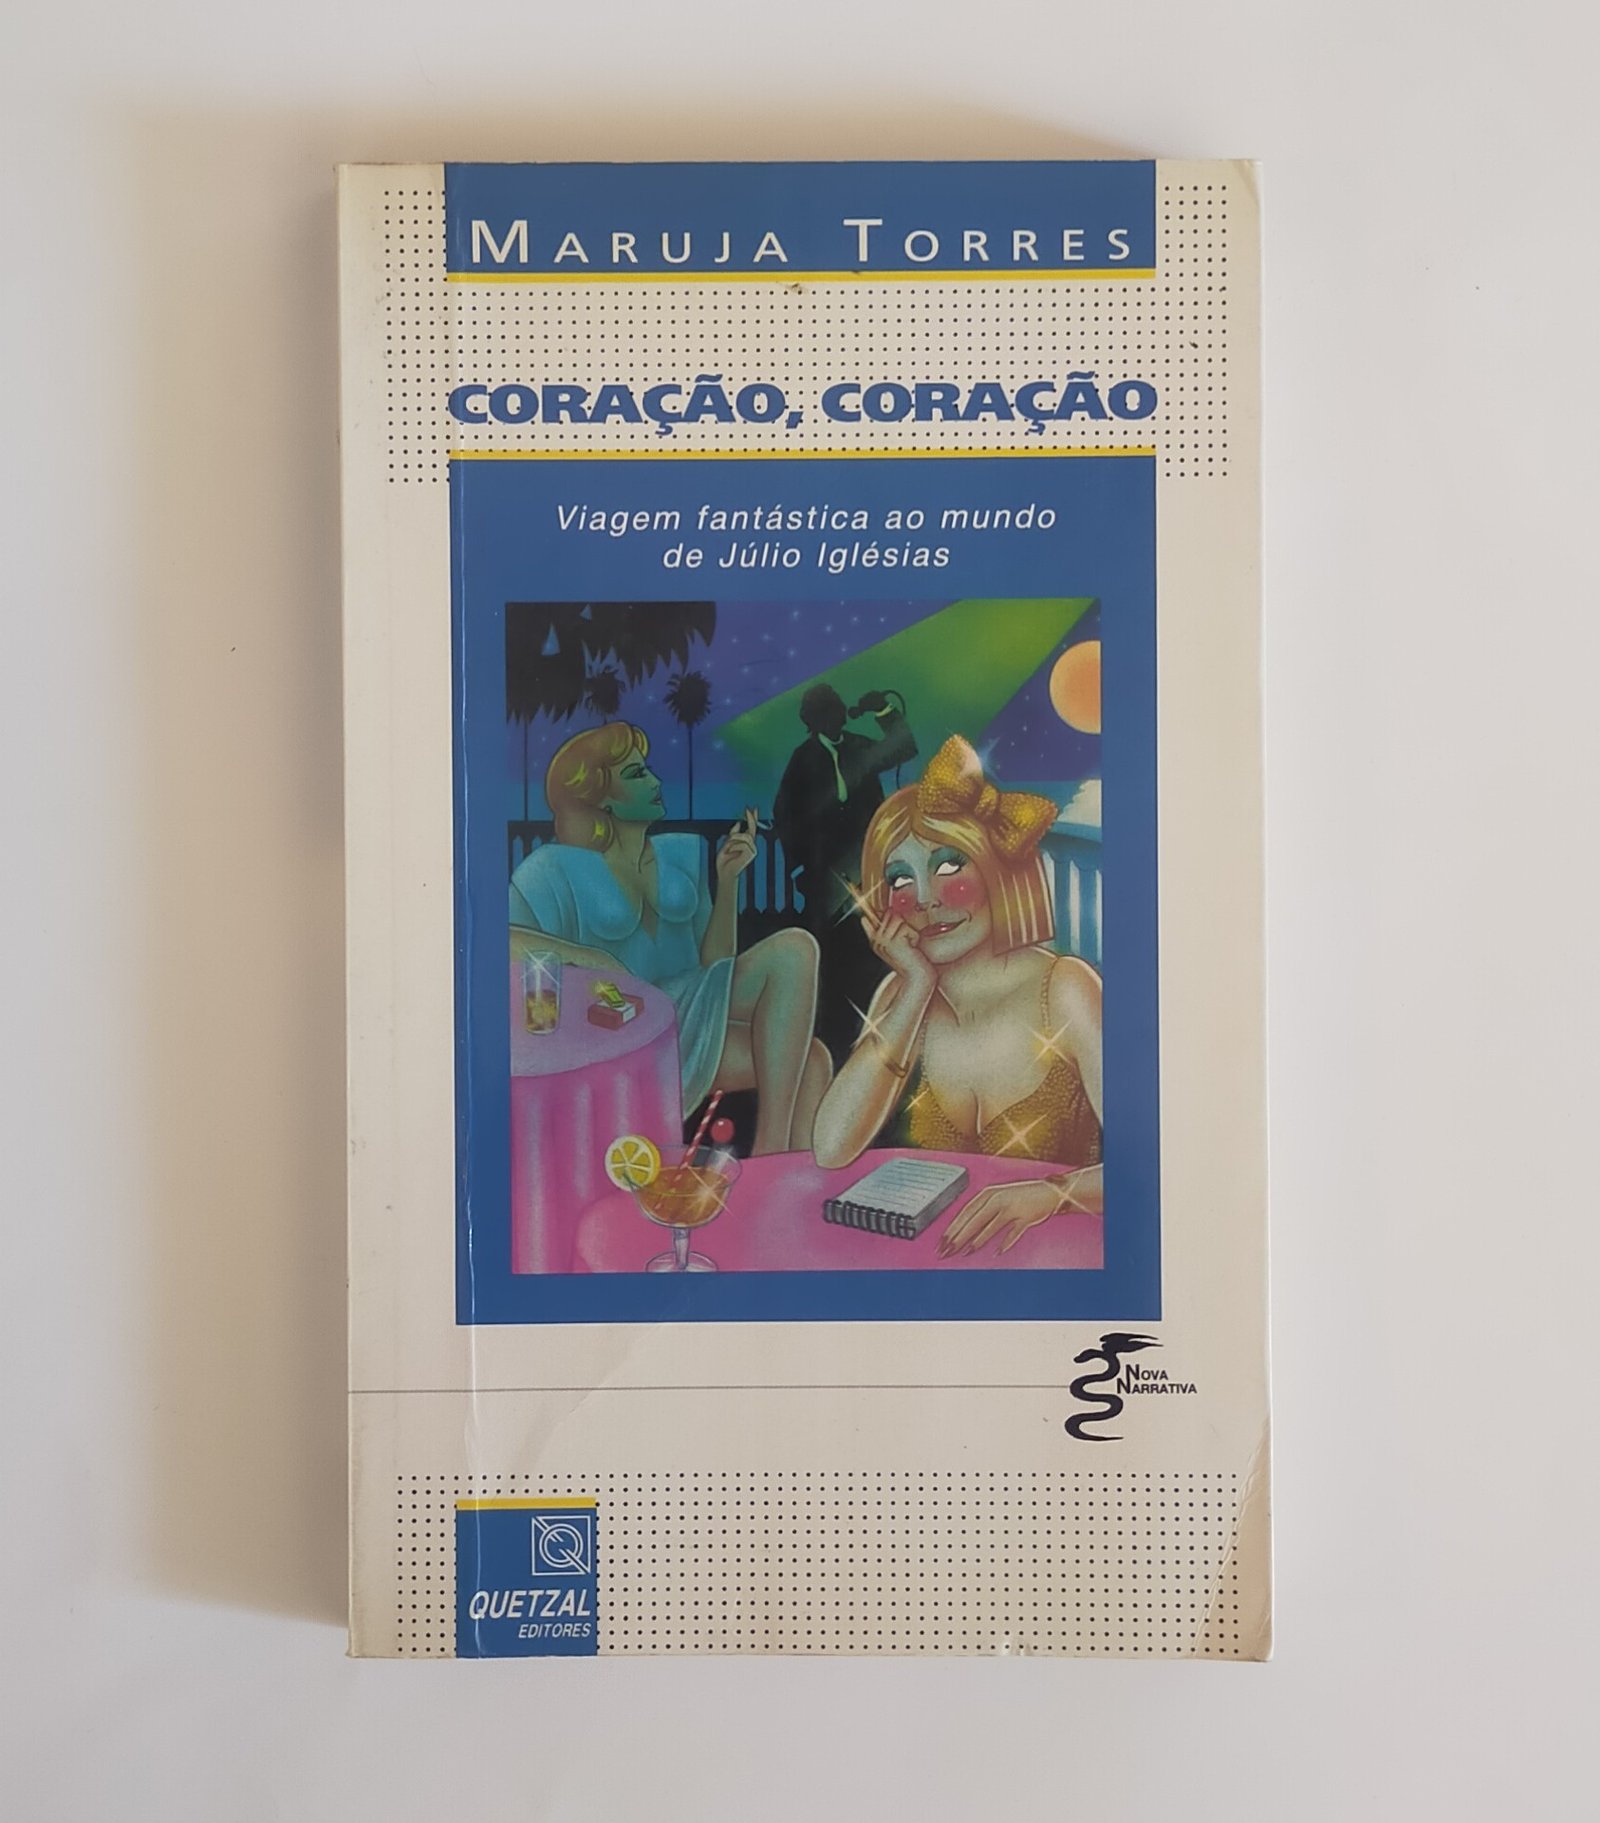 MARUJA TORRES
CORAÇÃO, CORAÇÃO
Viagem fantástica ao mundo
de Júlio Iglésias
NOVA
NARRATIVA
QUETZAL
EDITORES